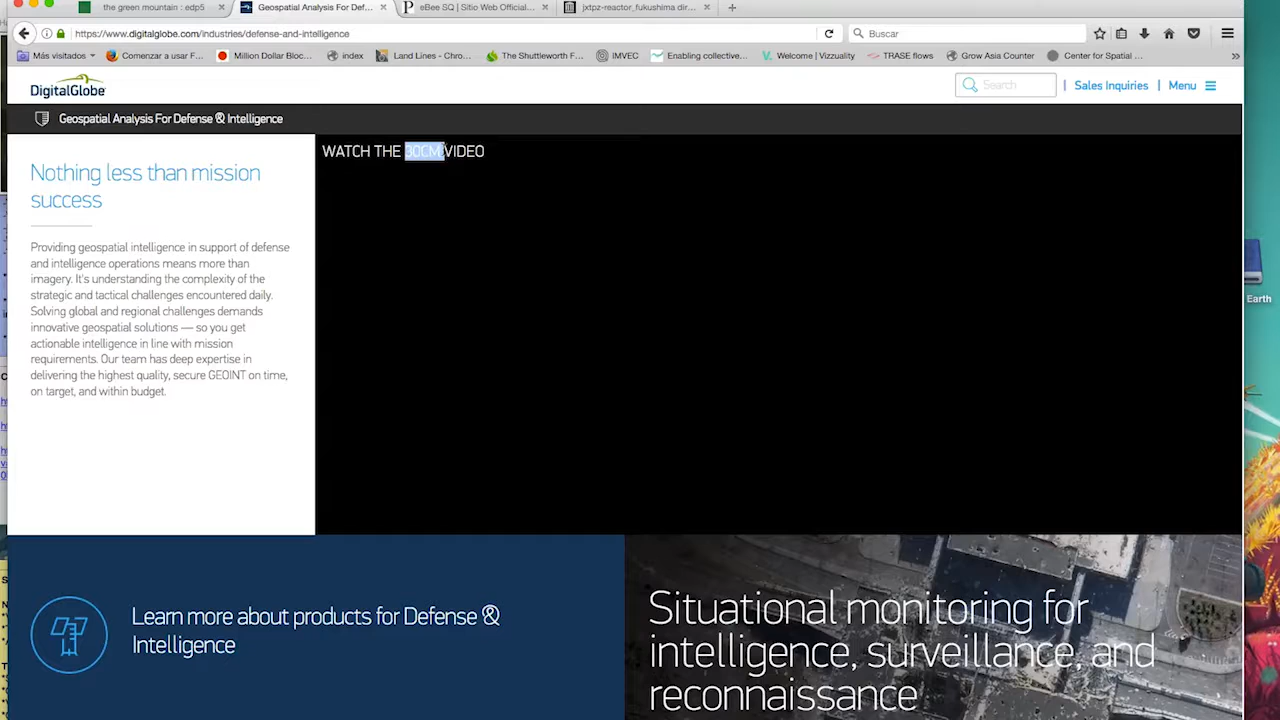 the green mountain : edp5
Geospatial Analysis For Def...
eBee SQ | Sitio Web Official...
jxtpz-reactor_fukushima dir...
https://www.digitalglobe.com/industries/defense-and-intelligence
Buscar
Más visitados
Comenzar a usar F...
Million Dollar Bloc...
index
Land Lines - Chro...
The Shuttleworth F...
IMVEC
Enabling collective...
Welcome | Vizzuality
TRASE flows
Grow Asia Counter
Center for Spatial ...
DigitalGlobe
Search
Sales Inquiries
Menu
Geospatial Analysis For Defense & Intelligence
Nothing less than mission
success
Providing geospatial intelligence in support of defense
and intelligence operations means more than
imagery. It's understanding the complexity of the
strategic and tactical challenges encountered daily.
Solving global and regional challenges demands
innovative geospatial solutions — so you get
actionable intelligence in line with mission
requirements. Our team has deep expertise in
delivering the highest quality, secure GEOINT on time,
on target, and within budget.
WATCH THE 30CM VIDEO
Earth
Learn more about products for Defense &
Intelligence
Situational monitoring for
intelligence, surveillance, and
reconnaissance